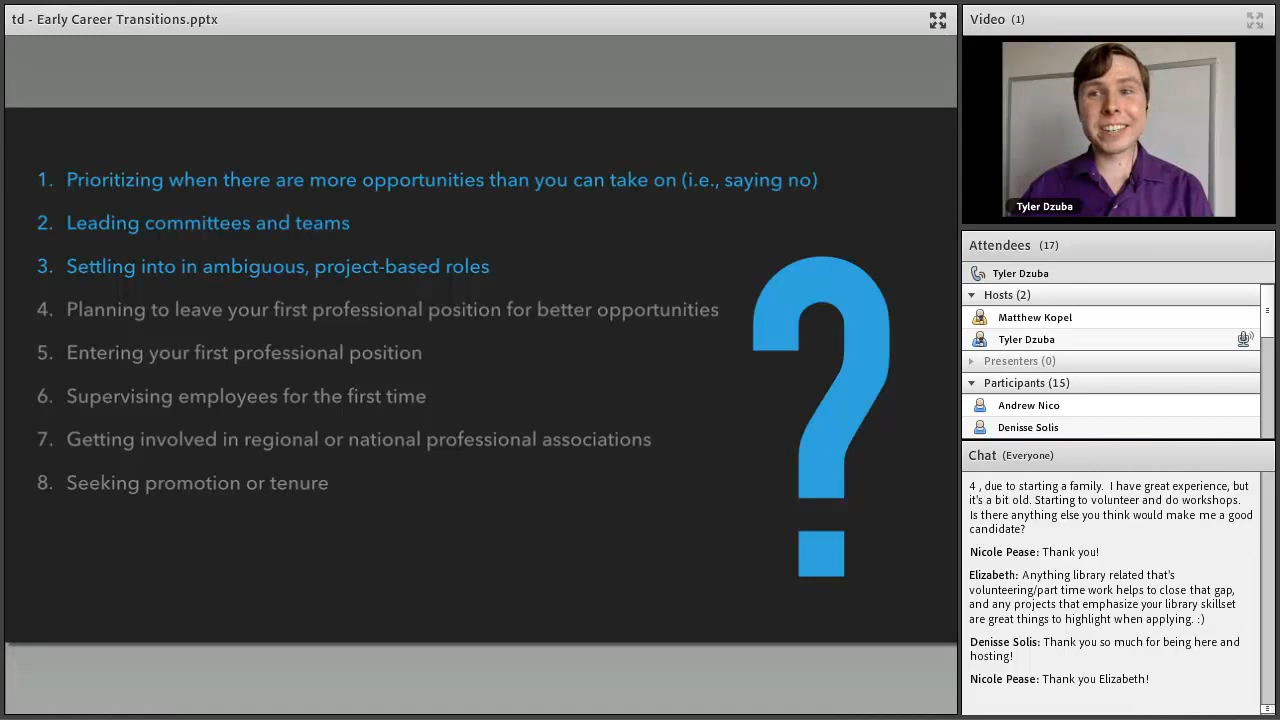 td - Early Career Transitions.pptx
1. Prioritizing when there are more opportunities than you can take on (i.e., saying no)
2. Leading committees and teams
3. Settling into in ambiguous, project-based roles
4. Planning to leave your first professional position for better opportunities
5. Entering your first professional position
6. Supervising employees for the first time
7. Getting involved in regional or national professional associations
8. Seeking promotion or tenure
?
Video (1)
Tyler Dzuba
Attendees (17)
Tyler Dzuba
Hosts (2)
Matthew Kopel
Tyler Dzuba
Presenters (0)
Participants (15)
Andrew Nico
Denisse Solis
Chat (Everyone)
4 , due to starting a family. I have great experience, but
it's a bit old. Starting to volunteer and do workshops.
Is there anything else you think would make me a good
candidate?
Nicole Pease: Thank you!
Elizabeth: Anything library related that's
volunteering/part time work helps to close that gap,
and any projects that emphasize your library skillset
are great things to highlight when applying. :)
Denisse Solis: Thank you so much for being here and
hosting!
Nicole Pease: Thank you Elizabeth!